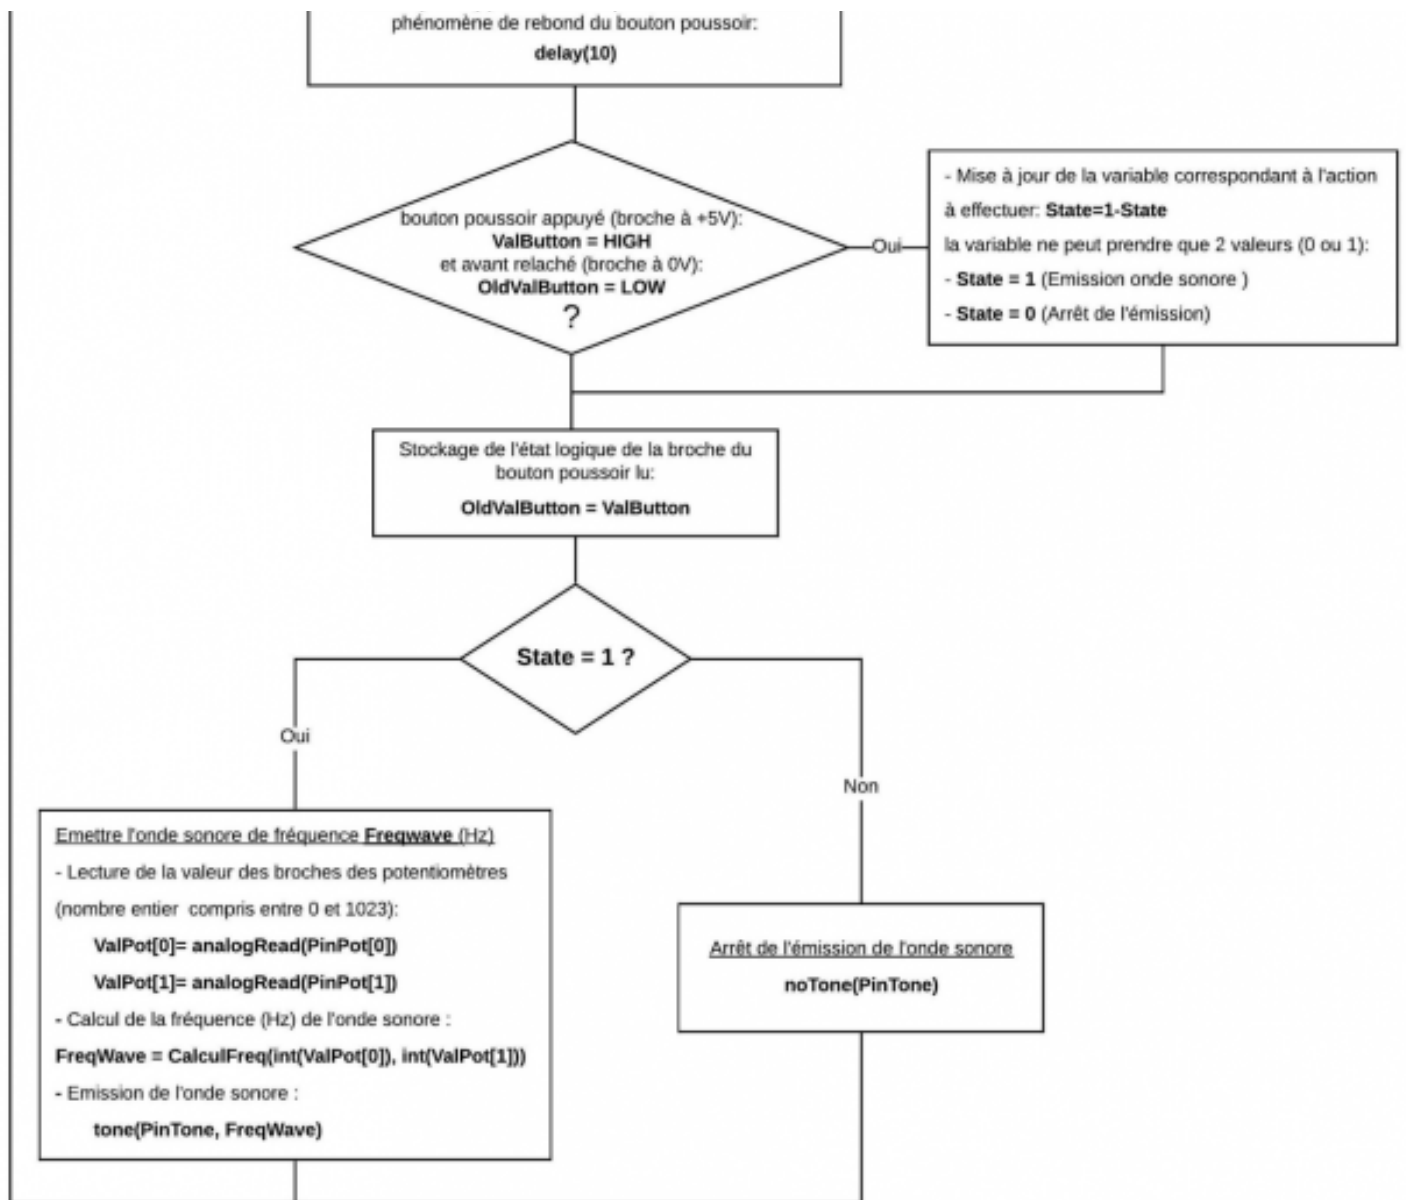 phénomène de rebond du bouton poussoir:
delay(10)
bouton poussoir appuyé (broche à +5V):
ValButton = HIGH
et avant relaché (broche à 0V):
OldValButton = LOW
?
Oui
- Mise à jour de la variable correspondant à l'action
à effectuer: State=1-State
la variable ne peut prendre que 2 valeurs (0 ou 1):
- State = 1 (Emission onde sonore )
- State = 0 (Arrêt de l'émission)
Stockage de l'état logique de la broche du
bouton poussoir lu:
OldValButton = ValButton
State = 1 ?
Oui
Non
Emettre l'onde sonore de fréquence Freqwave (Hz)
- Lecture de la valeur des broches des potentiomètres
(nombre entier compris entre 0 et 1023):
ValPot[0]= analogRead(PinPot[0])
ValPot[1]= analogRead(PinPot[1])
- Calcul de la fréquence (Hz) de l'onde sonore :
FreqWave = CalculFreq(int(ValPot[0]), int(ValPot[1]))
- Emission de l'onde sonore :
tone(PinTone, FreqWave)
Arrêt de l'émission de l'onde sonore
noTone(PinTone)